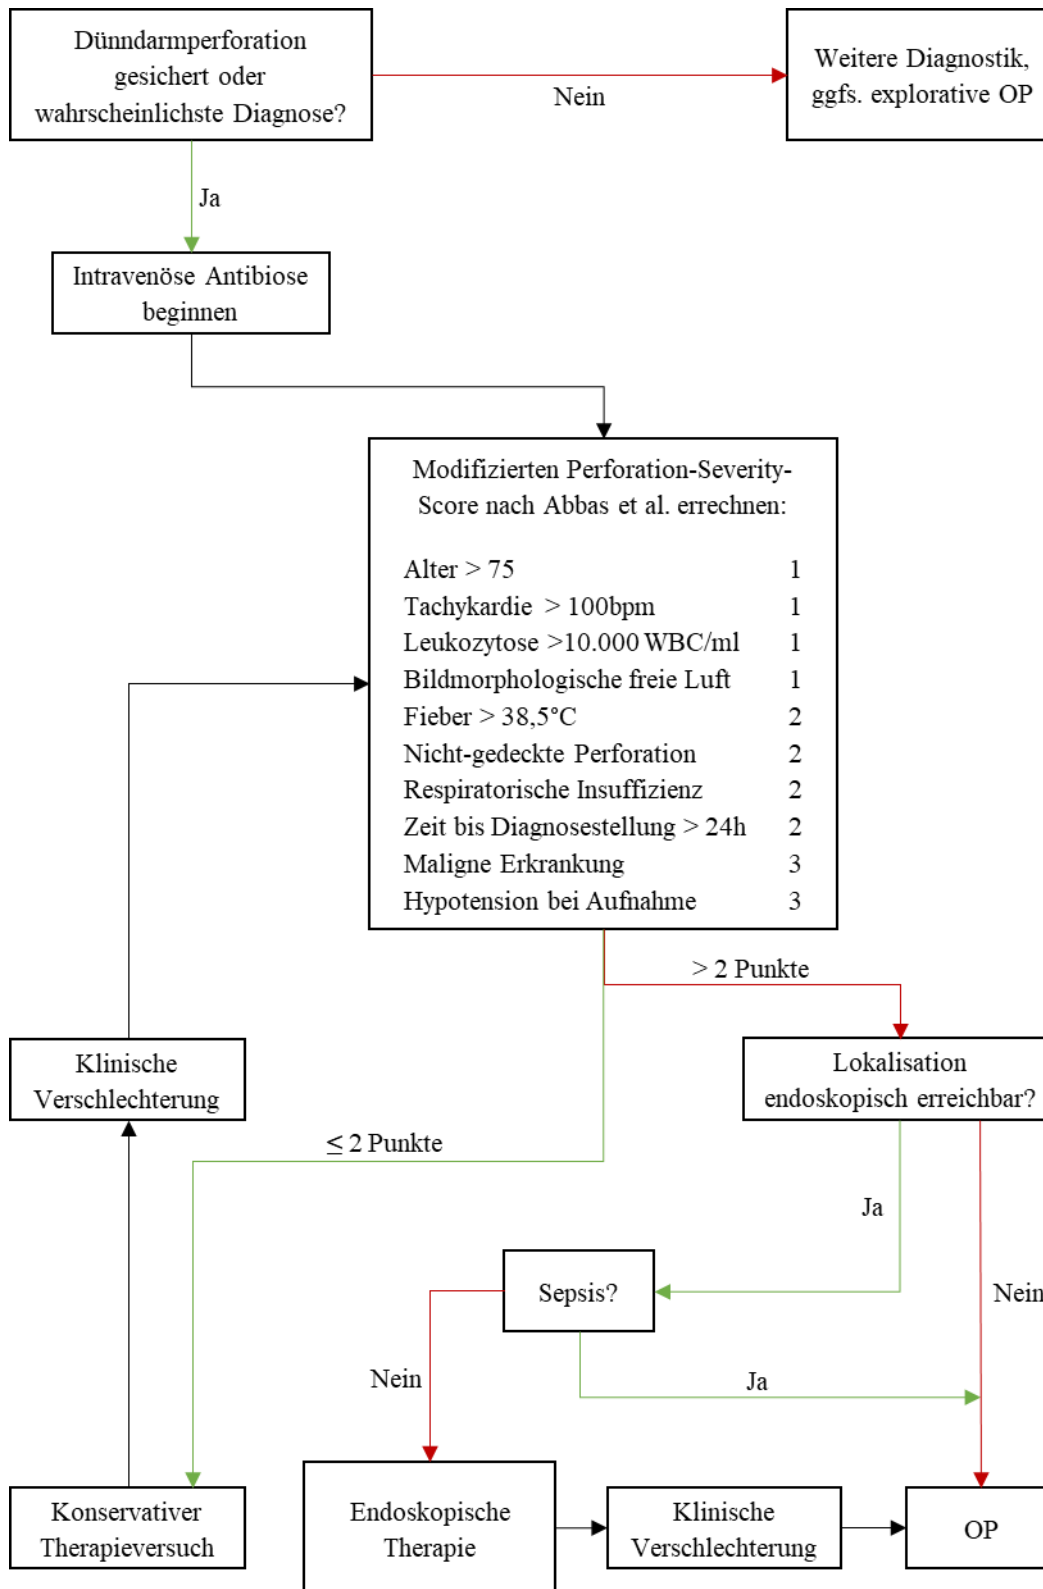 Dünndarmperforation
gesichert oder
wahrscheinlichste Diagnose?
Nein
Weitere Diagnostik,
ggfs. explorative OP
Ja
Intravenöse Antibiose
beginnen
Modifizierten Perforation-Severity-
Score nach Abbas et al. errechnen:
Alter > 75 1
Tachykardie > 100bpm 1
Leukozytose >10.000 WBC/ml 1
Bildmorphologische freie Luft 1
Fieber > 38,5°C 2
Nicht-gedeckte Perforation 2
Respiratorische Insuffizienz 2
Zeit bis Diagnosestellung > 24h 2
Maligne Erkrankung 3
Hypotension bei Aufnahme 3
> 2 Punkte
Klinische
Verschlechterung
Lokalisation
endoskopisch erreichbar?
≤ 2 Punkte
Ja
Sepsis?
Nein
Nein
Ja
Konservativer
Therapieversuch
Endoskopische
Therapie
Klinische
Verschlechterung
OP